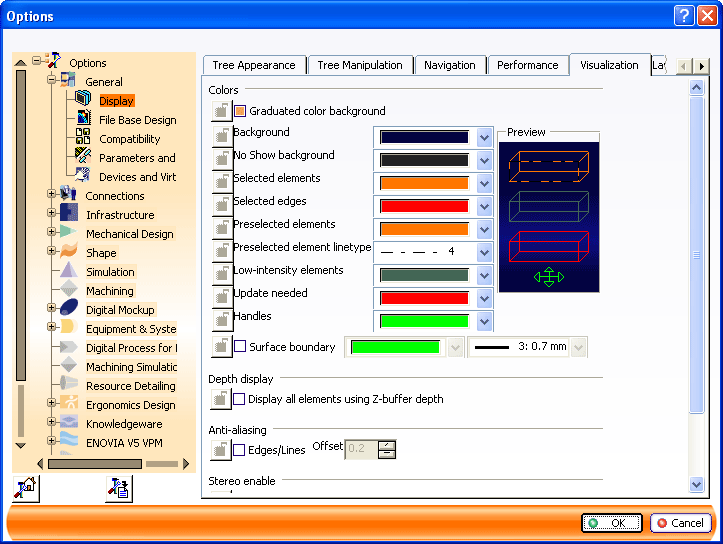 Options
Options
General
Display
File Base Design
Compatibility
Parameters and
Devices and Virt
Connections
Infrastructure
Mechanical Design
Shape
Simulation
Machining
Digital Mockup
Equipment & Syste
Digital Process for
Machining Simulatic
Resource Detailing
Ergonomics Design
Knowledgeware
ENOVIA V5 VPM
Tree Appearance
Tree Manipulation
Navigation
Performance
Visualization
La
Colors
Graduated color background
Background
No Show background
Selected elements
Selected edges
Preselected elements
Preselected element linetype
4
Low-intensity elements
Update needed
Handles
Surface boundary
3: 0.7 mm
Preview
Depth display
Display all elements using Z-buffer depth
Anti-aliasing
Edges/Lines
Offset
0.2
Stereo enable
OK
Cancel